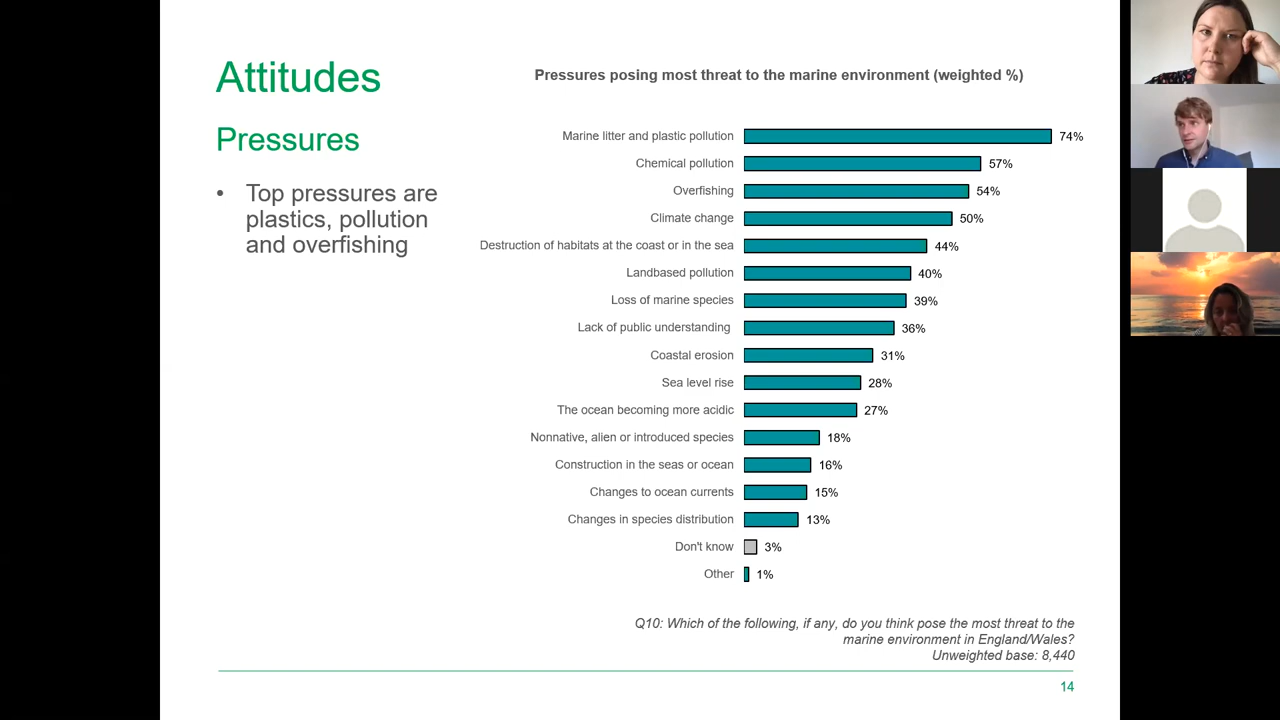 Attitudes
Pressures
• Top pressures are
plastics, pollution
and overfishing
Pressures posing most threat to the marine environment (weighted %)
Marine litter and plastic pollution 74%
Chemical pollution 57%
Overfishing 54%
Climate change 50%
Destruction of habitats at the coast or in the sea 44%
Landbased pollution 40%
Loss of marine species 39%
Lack of public understanding 36%
Coastal erosion 31%
Sea level rise 28%
The ocean becoming more acidic 27%
Nonnative, alien or introduced species 18%
Construction in the seas or ocean 16%
Changes to ocean currents 15%
Changes in species distribution 13%
Don't know 3%
Other 1%
Q10: Which of the following, if any, do you think pose the most threat to the
marine environment in England/Wales?
Unweighted base: 8,440
14